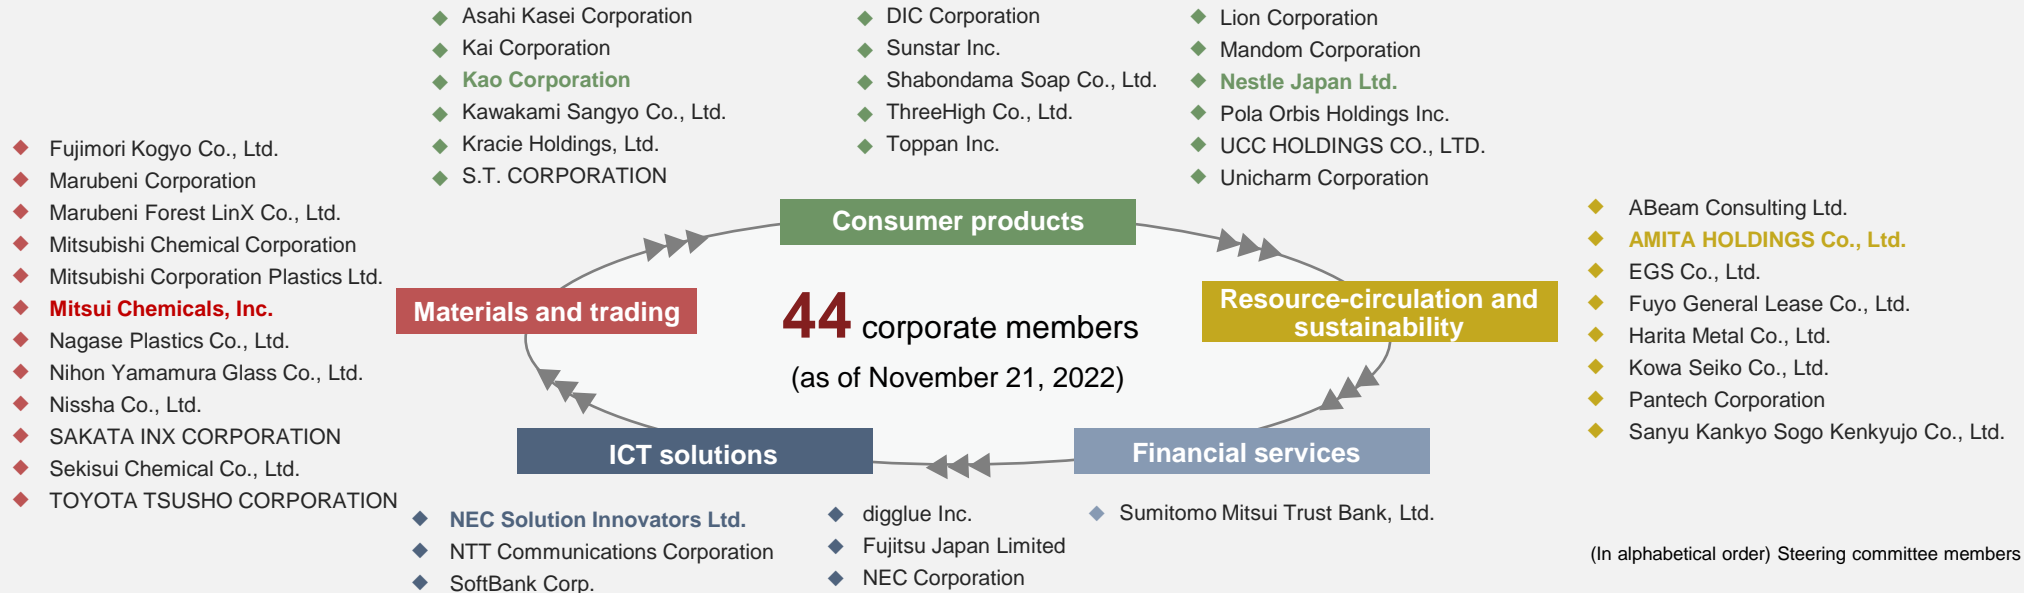 Asahi Kasei Corporation
Kai Corporation
Kao Corporation
Kawakami Sangyo Co., Ltd.
Kracie Holdings, Ltd.
S.T. CORPORATION
DIC Corporation
Sunstar Inc.
Shabondama Soap Co., Ltd.
ThreeHigh Co., Ltd.
Toppan Inc.
Lion Corporation
Mandom Corporation
Nestle Japan Ltd.
Pola Orbis Holdings Inc.
UCC HOLDINGS CO., LTD.
Unicharm Corporation
Fujimori Kogyo Co., Ltd.
Marubeni Corporation
Marubeni Forest LinX Co., Ltd.
Mitsubishi Chemical Corporation
Mitsubishi Corporation Plastics Ltd.
Mitsui Chemicals, Inc.
Nagase Plastics Co., Ltd.
Nihon Yamamura Glass Co., Ltd.
Nissha Co., Ltd.
SAKATA INX CORPORATION
Sekisui Chemical Co., Ltd.
TOYOTA TSUSHO CORPORATION
Consumer products
Materials and trading
44 corporate members
(as of November 21, 2022)
Resource-circulation and
sustainability
ICT solutions
Financial services
ABeam Consulting Ltd.
AMITA HOLDINGS Co., Ltd.
EGS Co., Ltd.
Fuyo General Lease Co., Ltd.
Harita Metal Co., Ltd.
Kowa Seiko Co., Ltd.
Pantech Corporation
Sanyu Kankyo Sogo Kenkyujo Co., Ltd.
NEC Solution Innovators Ltd.
NTT Communications Corporation
SoftBank Corp.
digglue Inc.
Fujitsu Japan Limited
NEC Corporation
Sumitomo Mitsui Trust Bank, Ltd.
(In alphabetical order) Steering committee members